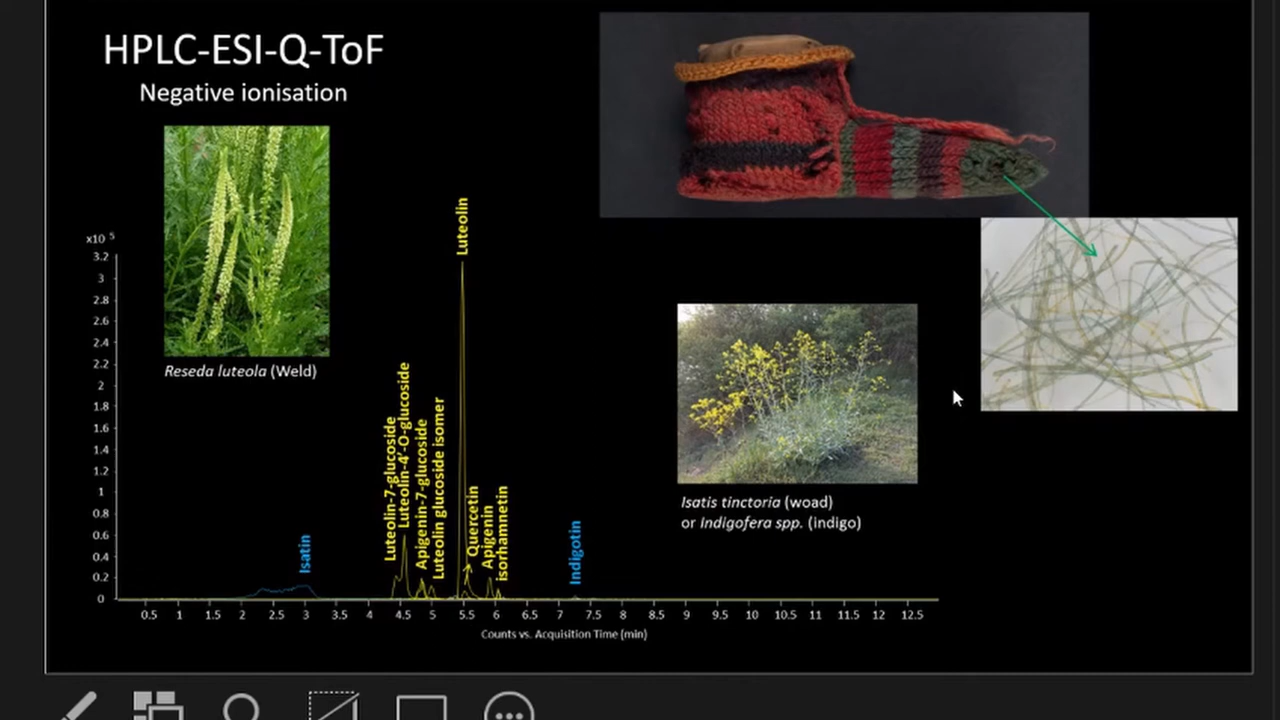 HPLC-ESI-Q-ToF
Negative ionisation
Reseda luteola (Weld)
x10 5
3.2
3
2.8
2.6
2.4
2.2
2
1.8
1.6
1.4
1.2
1
0.8
0.6
0.4
0.2
0
Isatin
Luteolin-7-glucoside
Luteolin-4'-O-glucoside
Apigenin-7-glucoside
Luteolin glucoside isomer
Luteolin
Quercetin
Apigenin
isorhamnetin
Indigotin
0.5 1 1.5 2 2.5 3 3.5 4 4.5 5 5.5 6 6.5 7 7.5 8 8.5 9 9.5 10 10.5 11 11.5 12 12.5
Counts vs. Acquisition Time (min)
Isatis tinctoria (woad)
or Indigofera spp. (indigo)